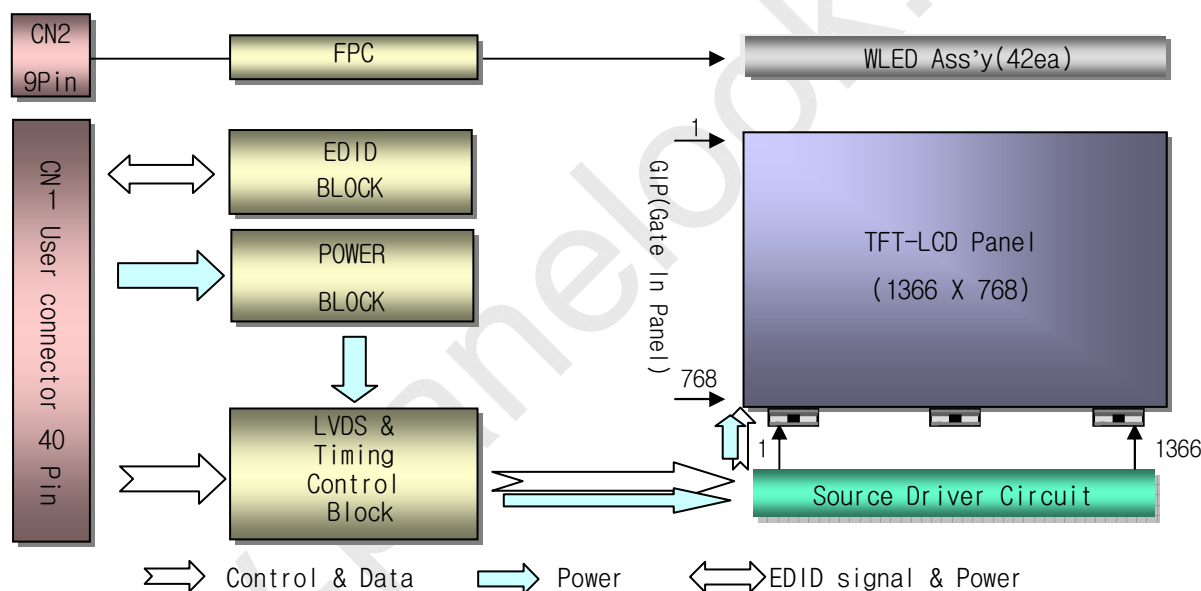 CN2
9Pin
FPC
WLED Ass'y(42ea)
CN 1 User connector 40 Pin
EDID
BLOCK
POWER
BLOCK
LVDS &
Timing
Control
Block
1
GIP(Gate In Panel)
768
TFT-LCD Panel
(1366 X 768)
1
1366
Source Driver Circuit
Control & Data
Power
EDID signal & Power